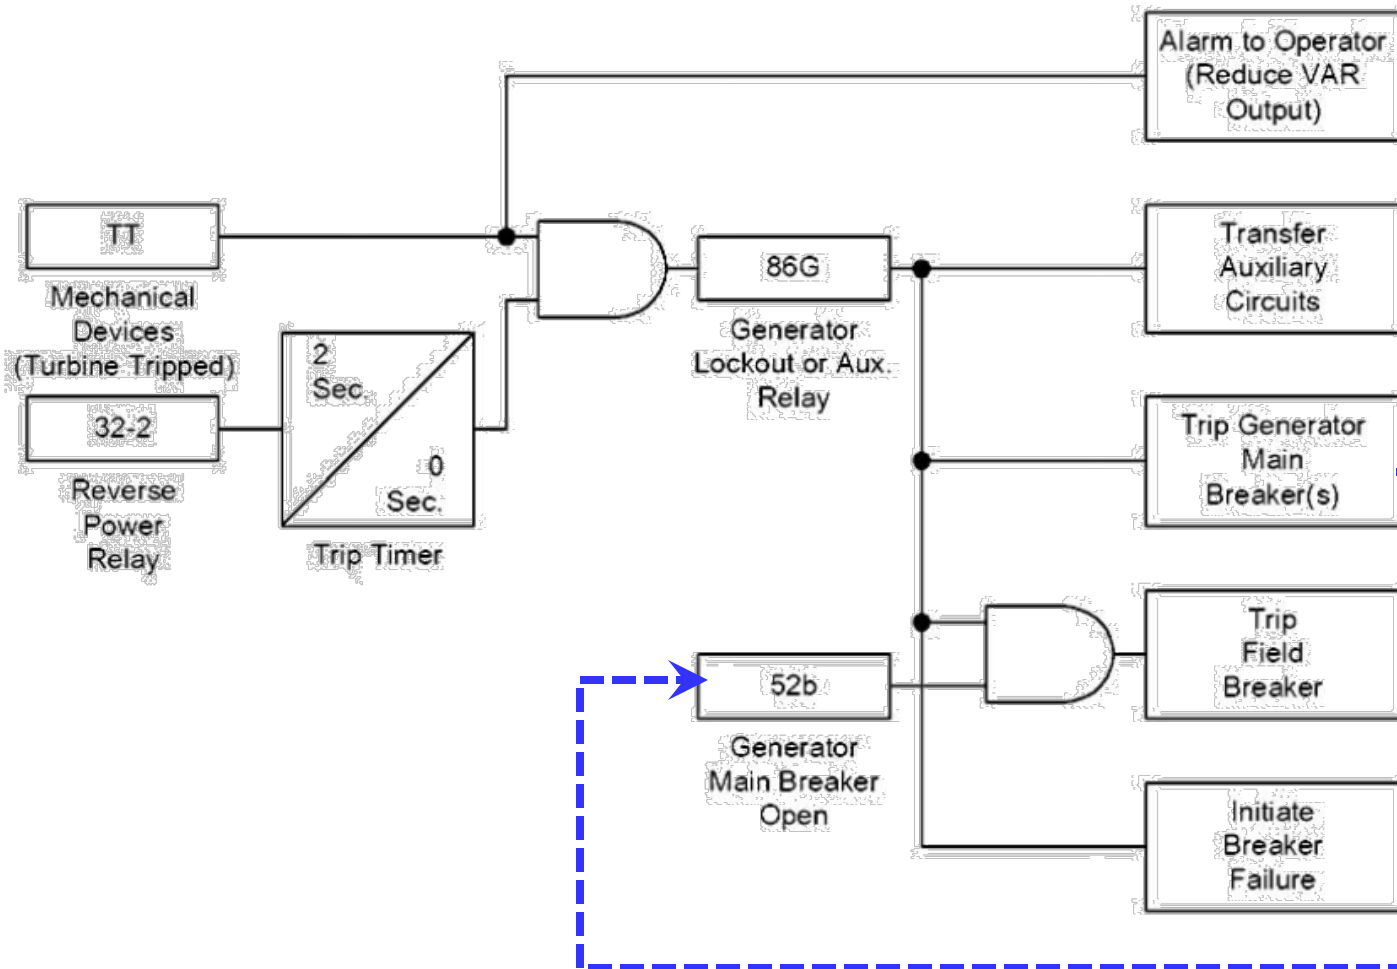 Alarm to Operator
(Reduce VAR
Output)
TT
Mechanical
Devices
(Turbine Tripped)
86G
Generator
Lockout or Aux.
Relay
Transfer
Auxiliary
Circuits
2
Sec.
0
Sec.
Trip Timer
32-2
Reverse
Power
Relay
Trip Generator
Main
Breaker(s)
52b
Generator
Main Breaker
Open
Trip
Field
Breaker
Initiate
Breaker
Failure